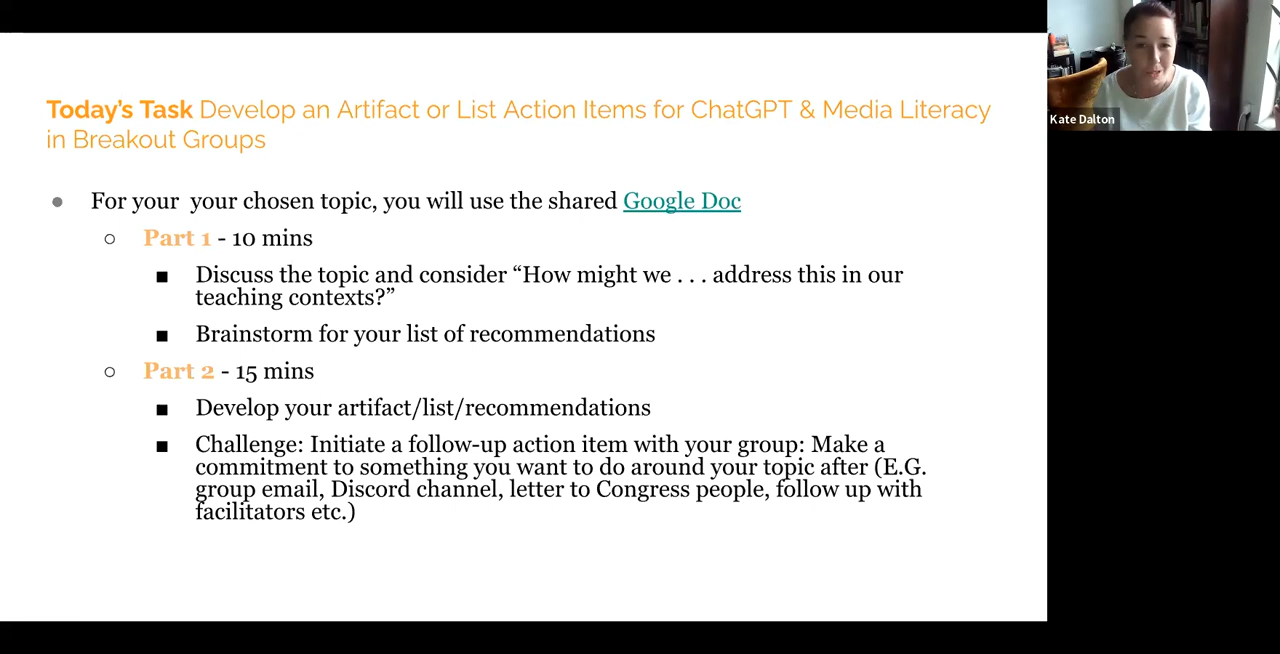 Today's Task Develop an Artifact or List Action Items for ChatGPT & Media Literacy
in Breakout Groups
● For your  your chosen topic, you will use the shared Google Doc
○ Part 1 - 10 mins
■ Discuss the topic and consider “How might we . . . address this in our
teaching contexts?”
■ Brainstorm for your list of recommendations
○ Part 2 - 15 mins
■ Develop your artifact/list/recommendations
■ Challenge: Initiate a follow-up action item with your group: Make a
commitment to something you want to do around your topic after (E.G.
group email, Discord channel, letter to Congress people, follow up with
facilitators etc.)
Kate Dalton